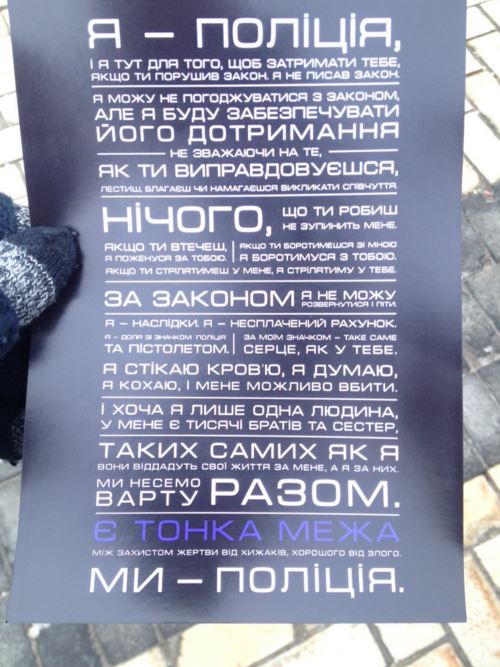 Я – ПОЛІЦІЯ,
І Я ТУТ ДЛЯ ТОГО, ЩОБ ЗАТРИМАТИ ТЕБЕ,
ЯКЩО ТИ ПОРУШИВ ЗАКОН. Я НЕ ПИСАВ ЗАКОН.
Я МОЖУ НЕ ПОГОДЖУВАТИСЯ З ЗАКОНОМ,
АЛЕ Я БУДУ ЗАБЕЗПЕЧУВАТИ
ЙОГО ДОТРИМАННЯ
НЕ ЗВАЖАЮЧИ НА ТЕ,
ЯК ТИ ВИПРАВДОВУЄШСЯ,
ЛЕСТИШ, БЛАГАЄШ ЧИ НАМАГАЄШСЯ ВИКЛИКАТИ СПІВЧУТТЯ.
НІЧОГО, ЩО ТИ РОБИШ
НЕ ЗУПИНИТЬ МЕНЕ.
ЯКЩО ТИ ВТЕЧЕШ,
Я ПОЖЕНУСЯ ЗА ТОБОЮ.
ЯКЩО ТИ БОРОТИМЕШСЯ ЗІ МНОЮ
Я БОРОТИМУСЯ З ТОБОЮ.
ЯКЩО ТИ СТРІЛЯТИМЕШ У МЕНЕ, Я СТРІЛЯТИМУ У ТЕБЕ.
ЗА ЗАКОНОМ Я НЕ МОЖУ
РОЗВЕРНУТИСЯ І ПІТИ.
Я – НАСЛІДКИ. Я – НЕСПЛАЧЕНИЙ РАХУНОК.
Я – ДОЛЯ ЗІ ЗНАЧКОМ ПОЛІЦІЯ
ТА ПІСТОЛЕТОМ.
ЗА МОЇМ ЗНАЧКОМ – ТАКЕ САМЕ
СЕРЦЕ, ЯК У ТЕБЕ.
Я СТІКАЮ КРОВ'Ю, Я ДУМАЮ,
Я КОХАЮ, І МЕНЕ МОЖЛИВО ВБИТИ.
І ХОЧА Я ЛИШЕ ОДНА ЛЮДИНА,
У МЕНЕ Є ТИСЯЧІ БРАТІВ ТА СЕСТЕР,
ТАКИХ САМИХ ЯК Я
ВОНИ ВІДДАДУТЬ СВОЇ ЖИТТЯ ЗА МЕНЕ, А Я ЗА НИХ.
МИ НЕСЕМО
ВАРТУ РАЗОМ.
Є ТОНКА МЕЖА
МІЖ ЗАХИСТОМ ЖЕРТВИ ВІД ХИЖАКІВ, ХОРОШОГО ВІД ЗЛОГО.
МИ – ПОЛІЦІЯ.